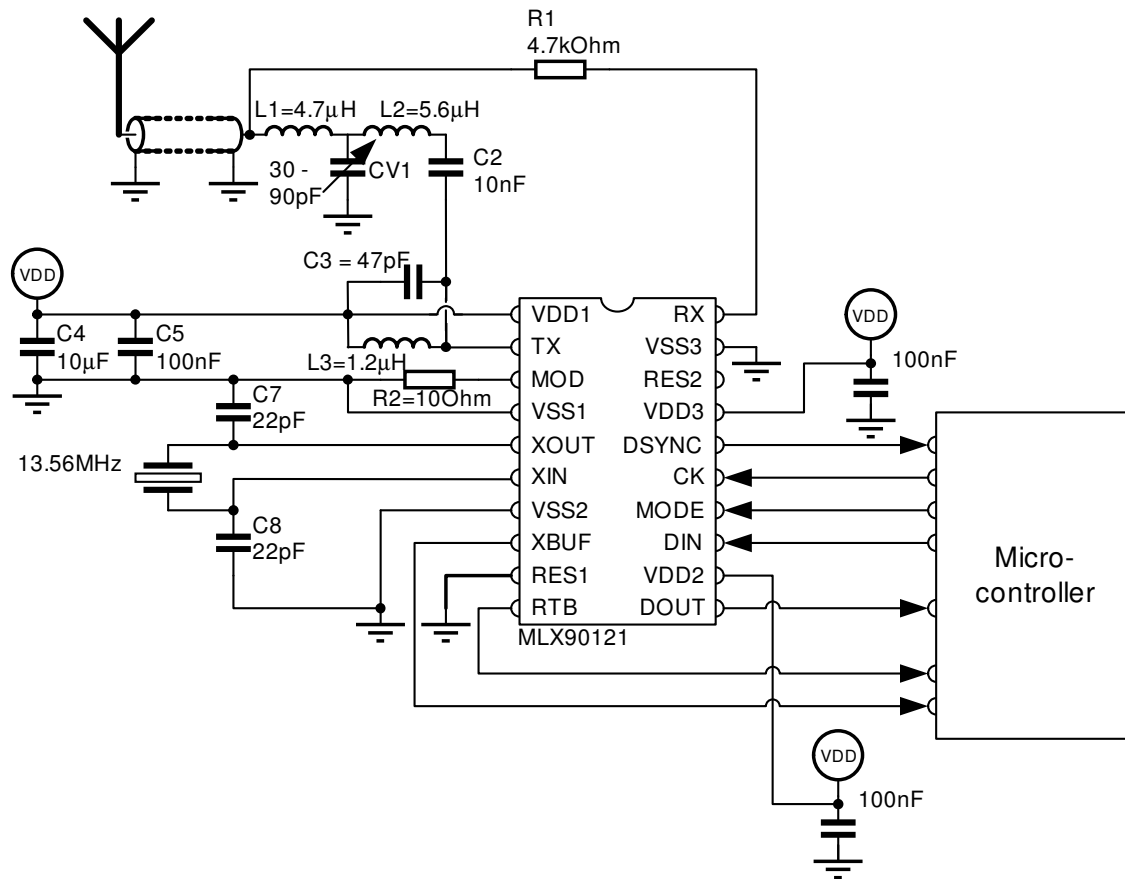 R1
4.7kOhm
L1=4.7µH
L2=5.6µH
30 -
90pF
CV1
C2
10nF
C3 = 47pF
VDD
C4
10µF
C5
100nF
L3=1.2µH
R2=10Ohm
C7
22pF
13.56MHz
C8
22pF
VDD1
TX
MOD
VSS1
XOUT
XIN
VSS2
XBUF
RES1
RTB
RX
VSS3
RES2
VDD3
DSYNC
CK
MODE
DIN
VDD2
DOUT
MLX90121
VDD
100nF
Micro-
controller
VDD
100nF